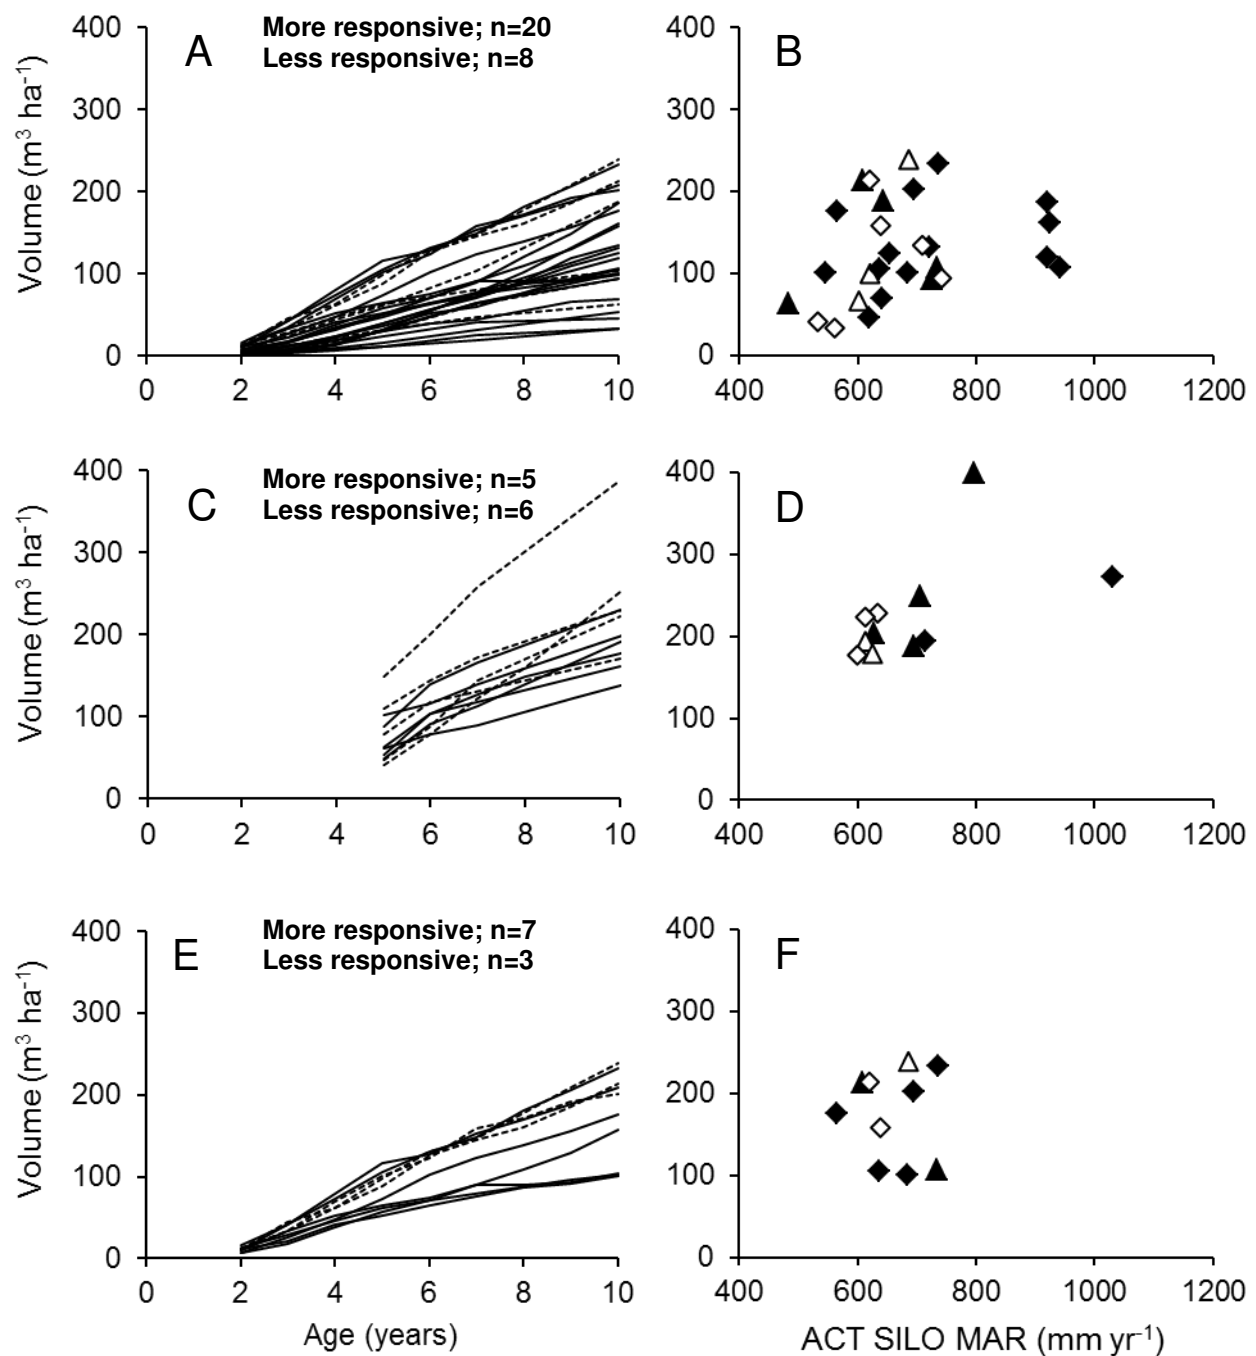 A
More responsive; n=20
Less responsive; n=8
Volume (m³ ha⁻¹)
400
300
200
100
0
0 2 4 6 8 10
B
400
300
200
100
0
400 600 800 1000 1200
C
More responsive; n=5
Less responsive; n=6
Volume (m³ ha⁻¹)
400
300
200
100
0
0 2 4 6 8 10
D
400
300
200
100
0
400 600 800 1000 1200
E
More responsive; n=7
Less responsive; n=3
Volume (m³ ha⁻¹)
400
300
200
100
0
0 2 4 6 8 10
Age (years)
F
400
300
200
100
0
400 600 800 1000 1200
ACT SILO MAR (mm yr⁻¹)